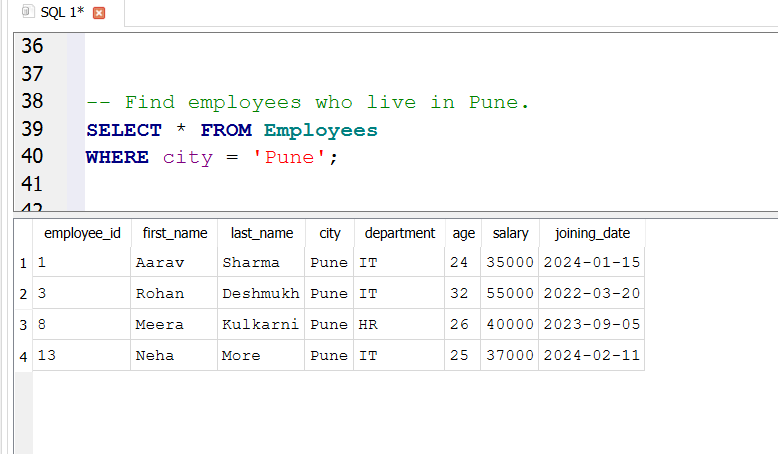 SQL 1*
36
37
38 -- Find employees who live in Pune.
39 SELECT * FROM Employees
40 WHERE city = 'Pune';
41
42
employee_id first_name last_name city department age salary joining_date
1 1 Aarav Sharma Pune IT 24 35000 2024-01-15
2 3 Rohan Deshmukh Pune IT 32 55000 2022-03-20
3 8 Meera Kulkarni Pune HR 26 40000 2023-09-05
4 13 Neha More Pune IT 25 37000 2024-02-11